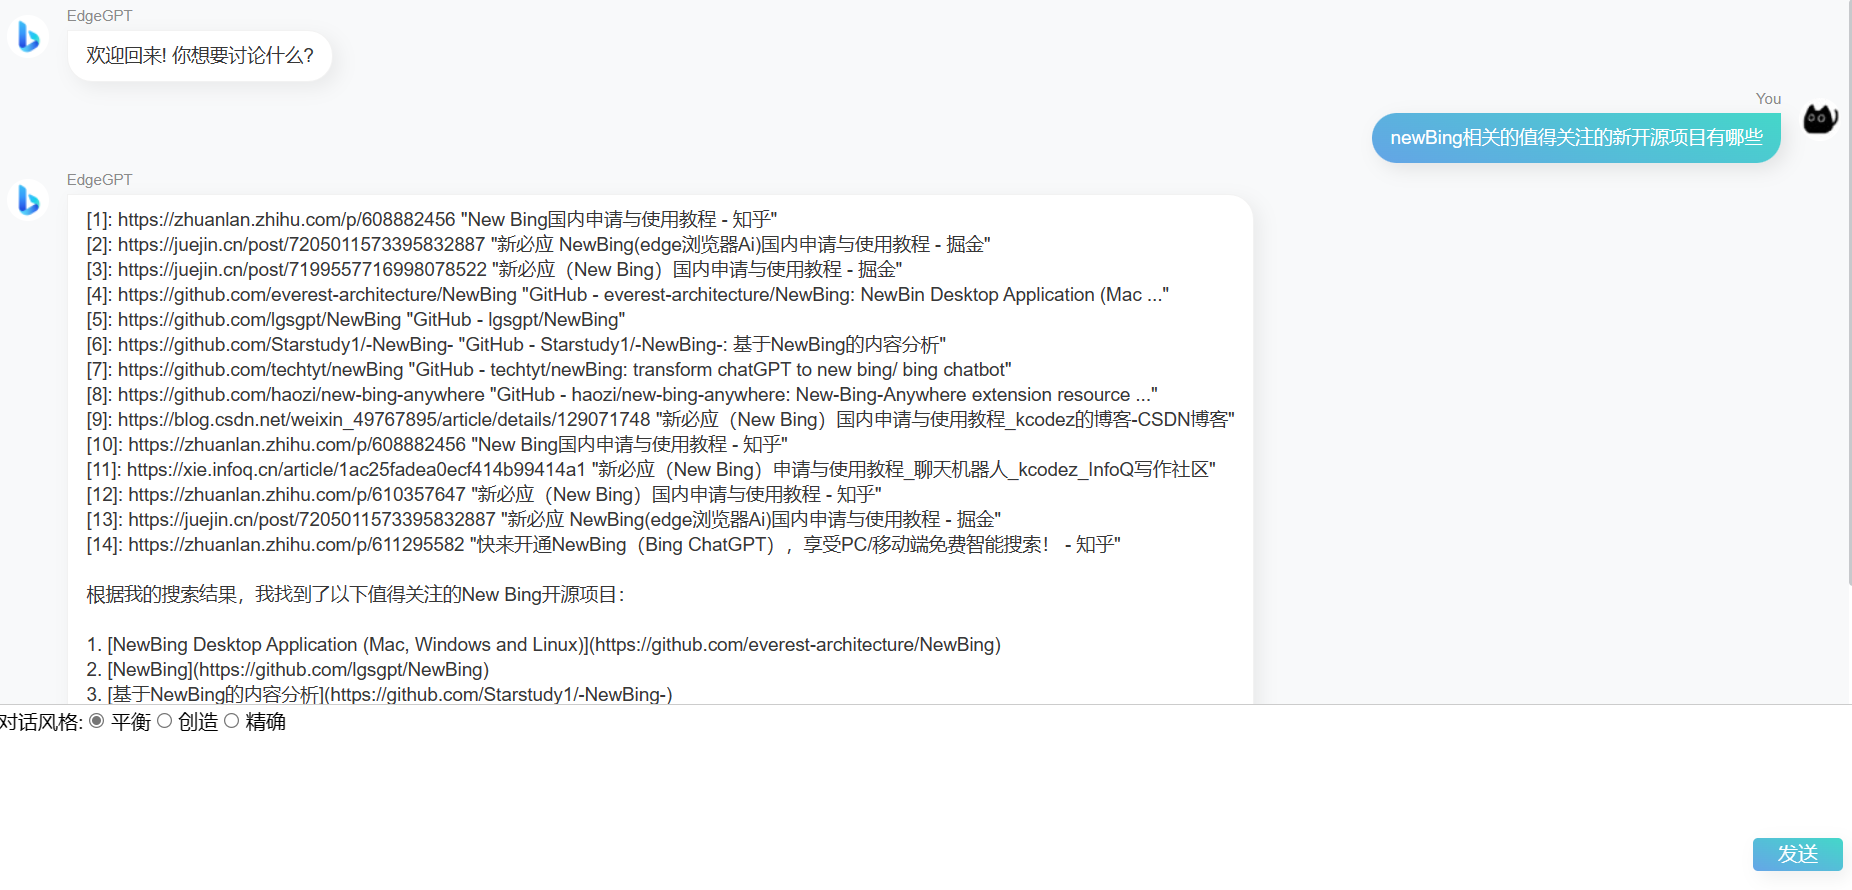 EdgeGPT
欢迎回来! 你想要讨论什么?
You
newBing相关的值得关注的新开源项目有哪些
EdgeGPT
[1]: https://zhuanlan.zhihu.com/p/608882456 "New Bing国内申请与使用教程 - 知乎"
[2]: https://juejin.cn/post/7205011573395832887 "新必应 NewBing(edge浏览器Ai)国内申请与使用教程 - 掘金"
[3]: https://juejin.cn/post/7199557716998078522 "新必应（New Bing）国内申请与使用教程 - 掘金"
[4]: https://github.com/everest-architecture/NewBing "GitHub - everest-architecture/NewBing: NewBin Desktop Application (Mac ..."
[5]: https://github.com/lgsgpt/NewBing "GitHub - lgsgpt/NewBing"
[6]: https://github.com/Starstudy1/-NewBing- "GitHub - Starstudy1/-NewBing-: 基于NewBing的内容分析"
[7]: https://github.com/techtyt/newBing "GitHub - techtyt/newBing: transform chatGPT to new bing/ bing chatbot"
[8]: https://github.com/haozi/new-bing-anywhere "GitHub - haozi/new-bing-anywhere: New-Bing-Anywhere extension resource ..."
[9]: https://blog.csdn.net/weixin_49767895/article/details/129071748 "新必应（New Bing）国内申请与使用教程_kcodez的博客-CSDN博客"
[10]: https://zhuanlan.zhihu.com/p/608882456 "New Bing国内申请与使用教程 - 知乎"
[11]: https://xie.infoq.cn/article/1ac25fadea0ecf414b99414a1 "新必应（New Bing）申请与使用教程_聊天机器人_kcodez_InfoQ写作社区"
[12]: https://zhuanlan.zhihu.com/p/610357647 "新必应（New Bing）国内申请与使用教程 - 知乎"
[13]: https://juejin.cn/post/7205011573395832887 "新必应 NewBing(edge浏览器Ai)国内申请与使用教程 - 掘金"
[14]: https://zhuanlan.zhihu.com/p/611295582 "快来开通NewBing（Bing ChatGPT），享受PC/移动端免费智能搜索！ - 知乎"
根据我的搜索结果，我找到了以下值得关注的New Bing开源项目：
1. [NewBing Desktop Application (Mac, Windows and Linux)](https://github.com/everest-architecture/NewBing)
2. [NewBing](https://github.com/lgsgpt/NewBing)
3. [基于NewBing的内容分析](https://github.com/Starstudy1/-NewBing-)
对话风格: 平衡 创造 精确
发送